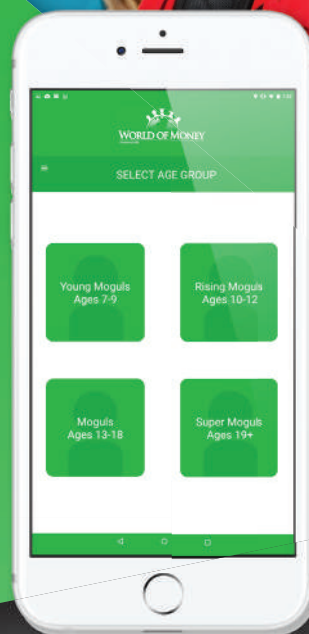 WORLD OF MONEY
SELECT AGE GROUP
Young Moguls
Ages 7-9
Rising Moguls
Ages 10-12
Moguls
Ages 13-18
Super Moguls
Ages 19+